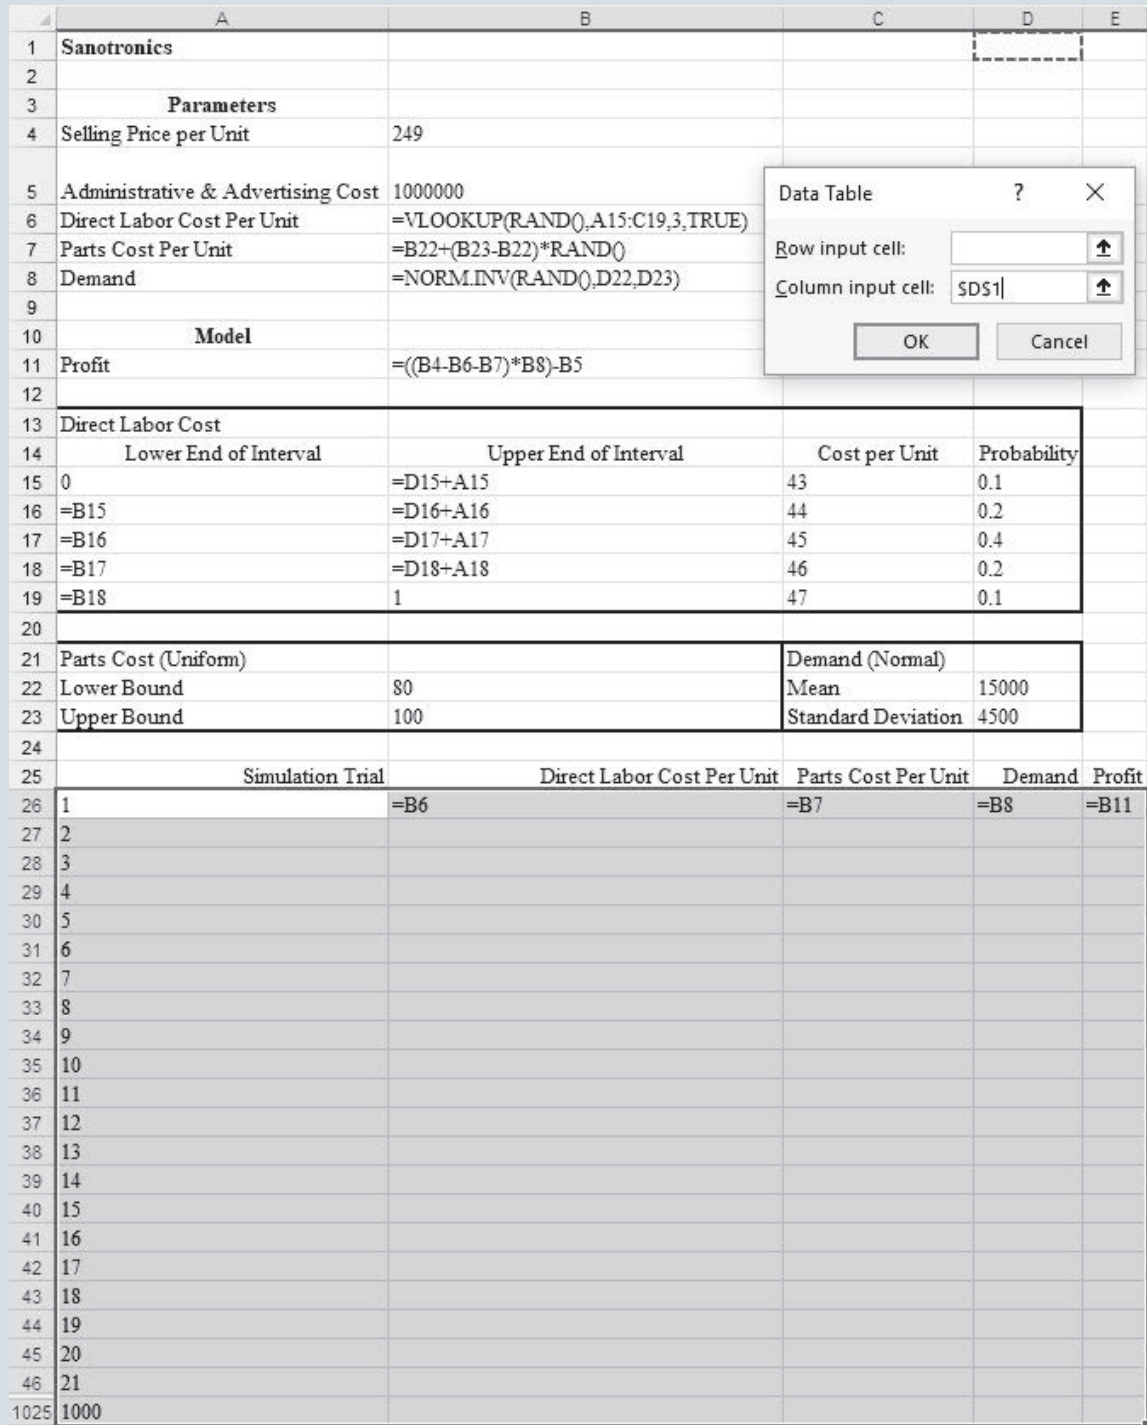 A B C D E
1 Sanotronics
2
3 Parameters
4 Selling Price per Unit 249
5 Administrative & Advertising Cost 1000000
6 Direct Labor Cost Per Unit =VLOOKUP(RAND(),A15:C19,3,TRUE)
7 Parts Cost Per Unit =B22+(B23-B22)*RAND()
8 Demand =NORM.INV(RAND(),D22,D23)
9
10 Model
11 Profit =((B4-B6-B7)*B8)-B5
12
Data Table ? X
Row input cell:
Column input cell: $D$1
OK Cancel
13 Direct Labor Cost
14 Lower End of Interval Upper End of Interval Cost per Unit Probability
15 0 =D15+A15 43 0.1
16 =B15 =D16+A16 44 0.2
17 =B16 =D17+A17 45 0.4
18 =B17 =D18+A18 46 0.2
19 =B18 1 47 0.1
20
21 Parts Cost (Uniform) Demand (Normal)
22 Lower Bound 80 Mean 15000
23 Upper Bound 100 Standard Deviation 4500
24
25 Simulation Trial Direct Labor Cost Per Unit Parts Cost Per Unit Demand Profit
26 1 =B6 =B7 =B8 =B11
27 2
28 3
29 4
30 5
31 6
32 7
33 8
34 9
35 10
36 11
37 12
38 13
39 14
40 15
41 16
42 17
43 18
44 19
45 20
46 21
1025 1000